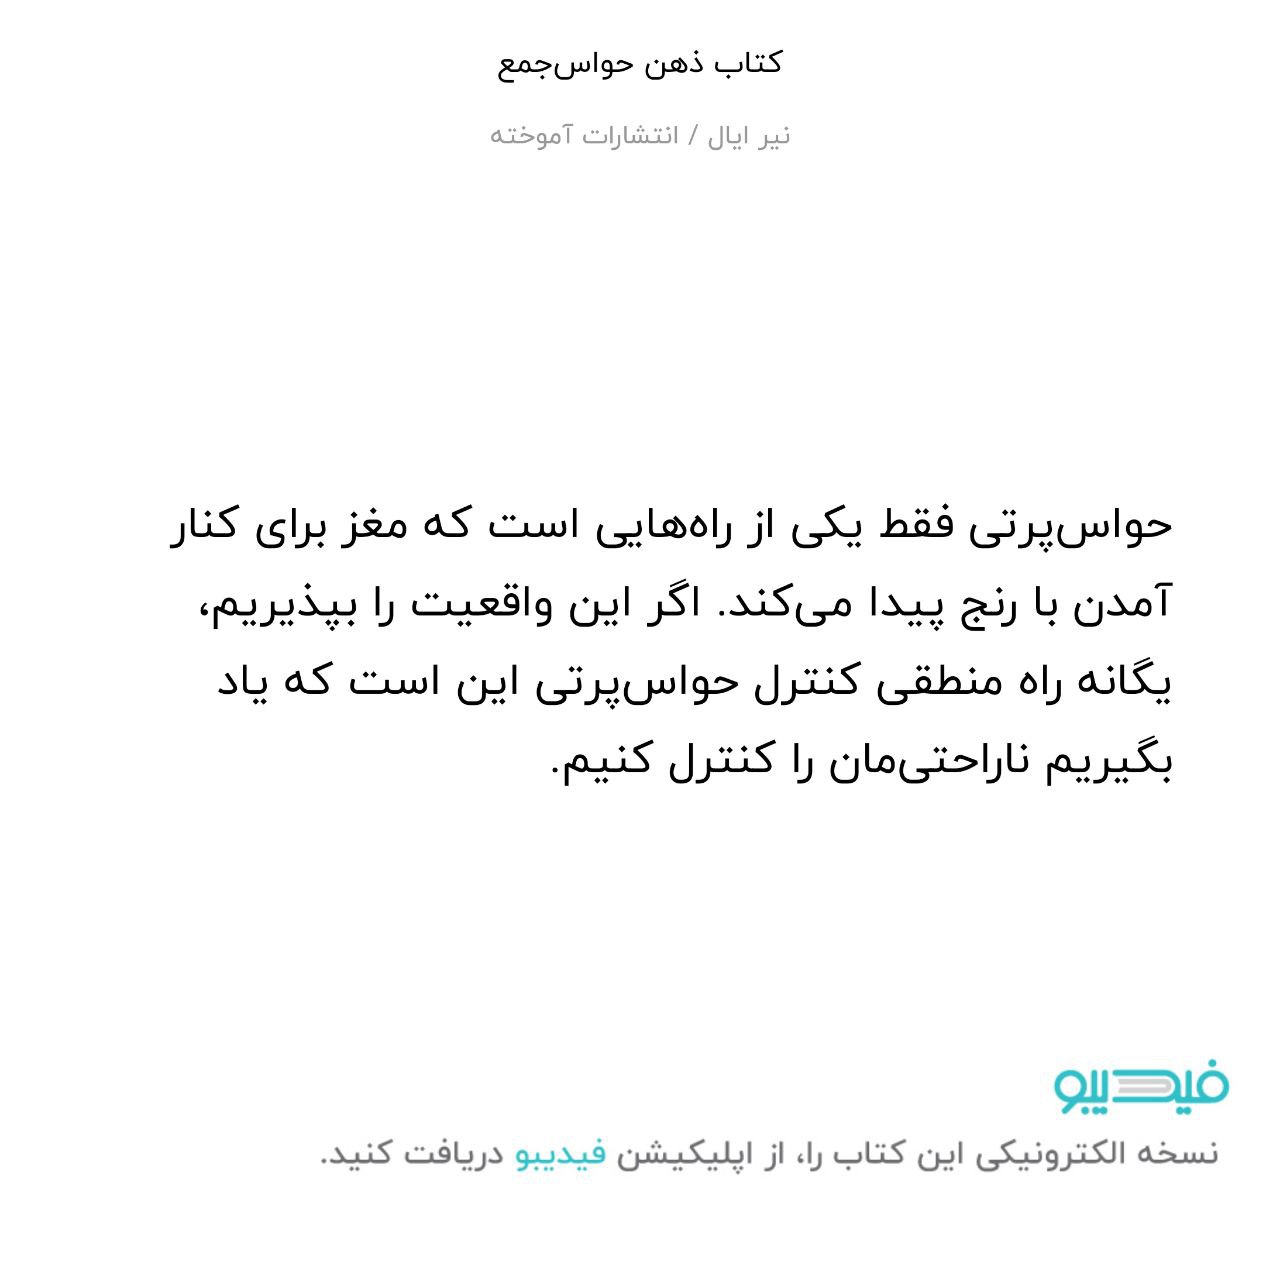 کتاب ذهن حواس‌جمع
نیر ایال / انتشارات آموخته
حواس‌پرتی فقط یکی از راه‌هایی است که مغز برای کنار
آمدن با رنج پیدا می‌کند. اگر این واقعیت را بپذیریم،
یگانه راه منطقی کنترل حواس‌پرتی این است که یاد
بگیریم ناراحتی‌مان را کنترل کنیم.
فیدیبو
نسخه الکترونیکی این کتاب را، از اپلیکیشن فیدیبو دریافت کنید.